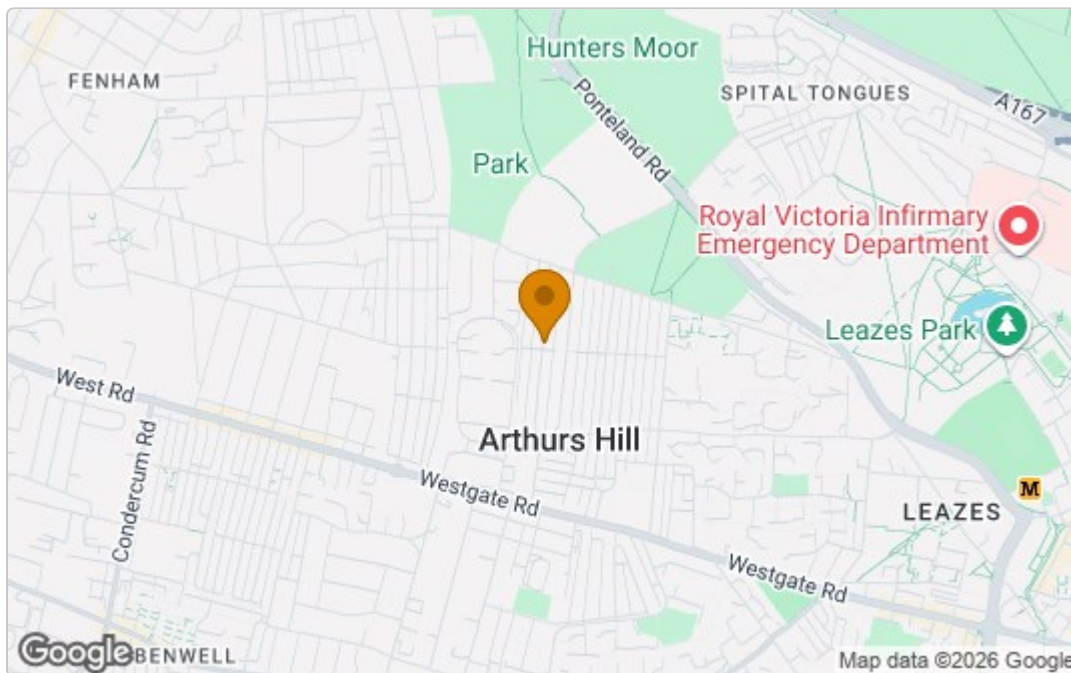 Hunters Moor
FENHAM
SPITAL TONGUES
A167
Ponteland Rd
Park
Royal Victoria Infirmary
Emergency Department
Leazes Park
West Rd
Arthurs Hill
Condercum Rd
Westgate Rd
M
LEAZES
Westgate Rd
Google
BENWELL
Map data ©2026 Google